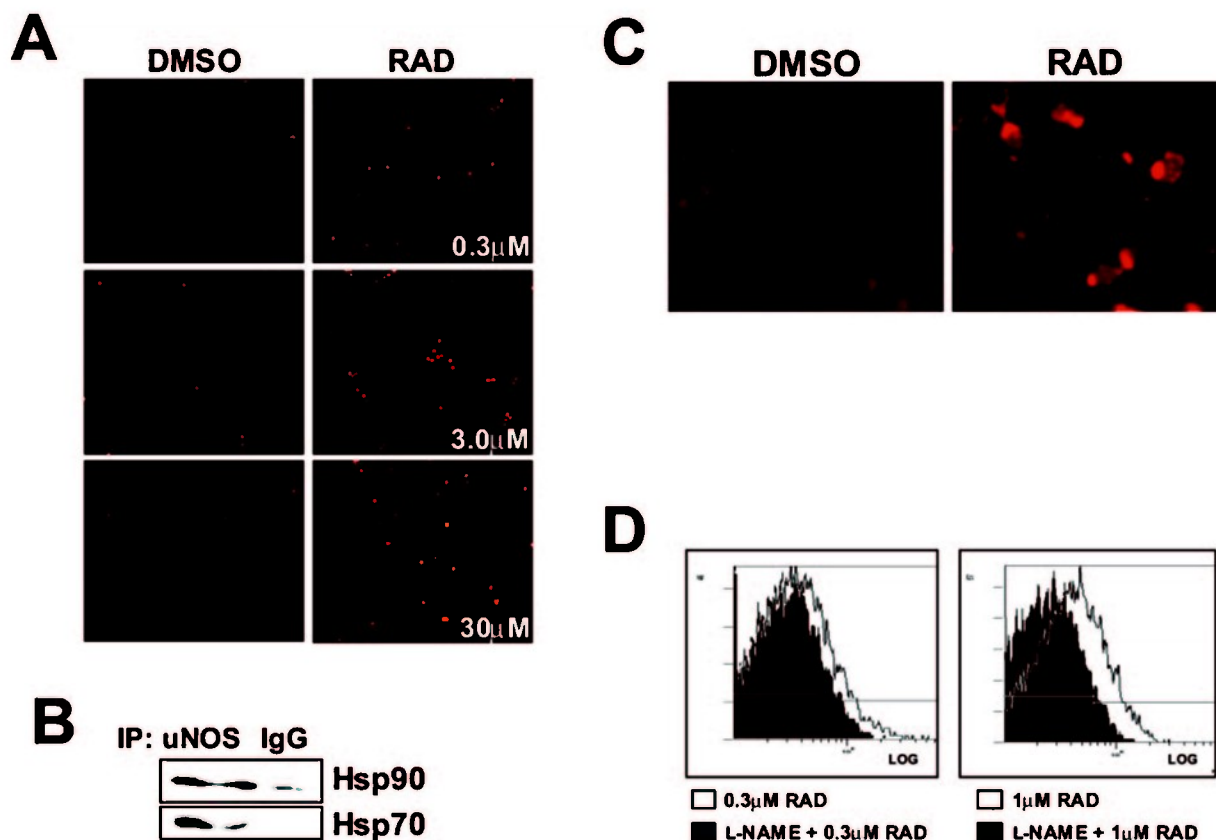 A
DMSO RAD
0.3μM
3.0μM
30μM
B
IP: uNOS IgG
Hsp90
Hsp70
C
DMSO RAD
D
LOG
LOG
0.3μM RAD
L-NAME + 0.3μM RAD
1μM RAD
L-NAME + 1μM RAD